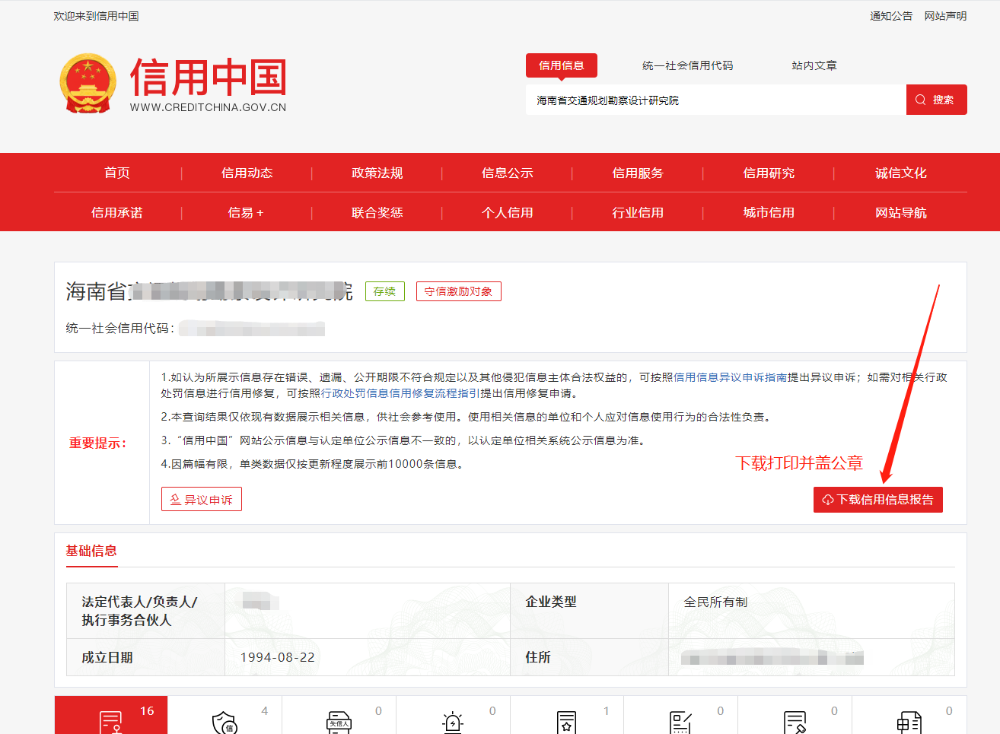 欢迎来到信用中国
通知公告 网站声明
信用中国
WWW.CREDITCHINA.GOV.CN
信用信息 统一社会信用代码 站内文章
海南省交通规划勘察设计研究院 搜索
首页 信用动态 政策法规 信息公示 信用服务 信用研究 诚信文化
信用承诺 信易+ 联合奖惩 个人信用 行业信用 城市信用 网站导航
海南省 院 存续 守信激励对象
统一社会信用代码：
重要提示：
1.如认为所展示信息存在错误、遗漏、公开期限不符合规定以及其他侵犯信息主体合法权益的，可按照信用信息异议申诉指南提出异议申诉；如需对相关行政
处罚信息进行信用修复，可按照行政处罚信息信用修复流程指引提出信用修复申请。
2.本查询结果仅依现有数据展示相关信息，供社会参考使用。使用相关信息的单位和个人应对信息使用行为的合法性负责。
3.“信用中国”网站公示信息与认定单位公示信息不一致的，以认定单位相关系统公示信息为准。
4.因篇幅有限，单类数据仅按更新程度展示前10000条信息。
下载打印并盖公章
异议申诉 下载信用信息报告
基础信息
法定代表人/负责人/
执行事务合伙人
企业类型 全民所有制
成立日期 1994-08-22 住所
16 4 0 0 1 0 0 0
信 失信人